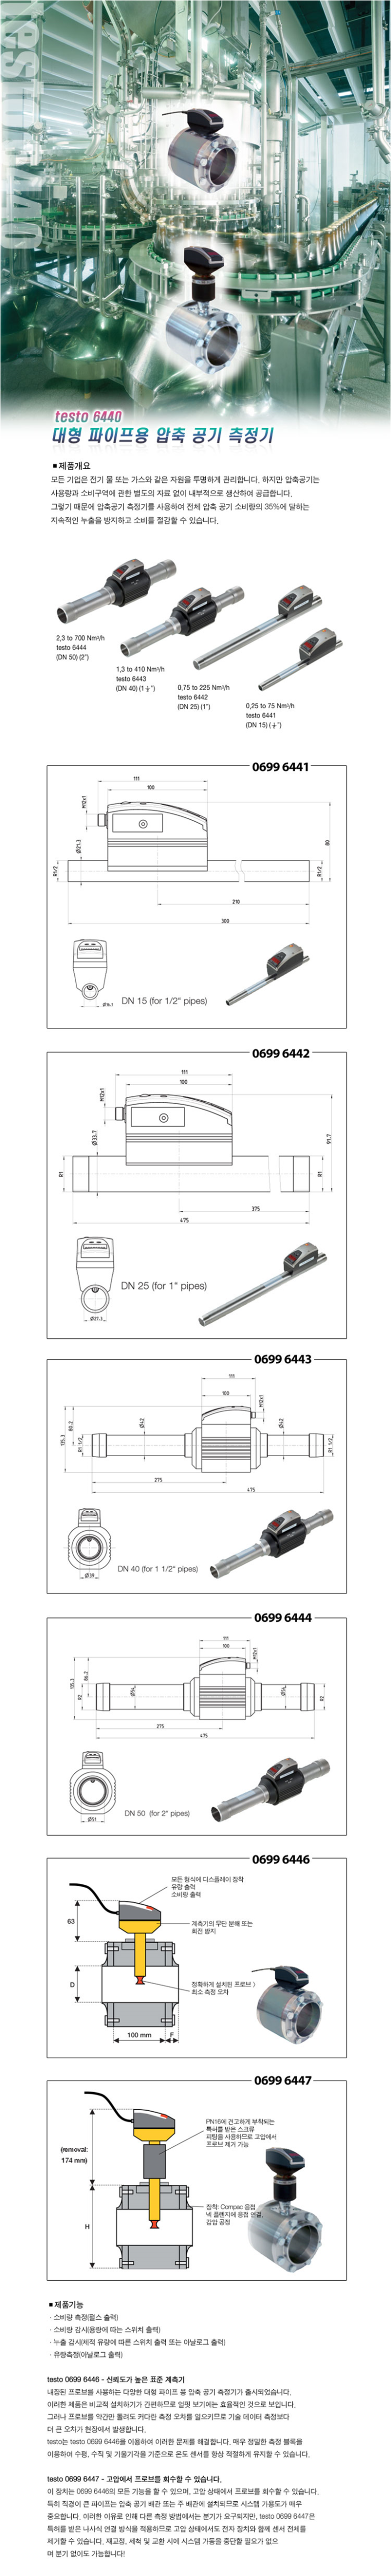 testo 6440
testo 6440
대형 파이프용 압축 공기 측정기
■ 제품개요
모든 기업은 전기 물 또는 가스와 같은 자원을 투명하게 관리합니다. 하지만 압축공기는
사용량과 소비구역에 관한 별도의 자료 없이 내부적으로 생산하여 공급합니다.
그렇기 때문에 압축공기 측정기를 사용하여 전체 압축 공기 소비량의 35%에 달하는
지속적인 누출을 방지하고 소비를 절감할 수 있습니다.
2,3 to 700 Nm³/h
testo 6444
(DN 50) (2")
1,3 to 410 Nm³/h
testo 6443
(DN 40) (1 ½")
0,75 to 225 Nm³/h
testo 6442
(DN 25) (1")
0,25 to 75 Nm³/h
testo 6441
(DN 15) (½")
0699 6441
111
100
M12x1
Ø21.3
R1/2
80
R1/2
210
300
Ø16.1
DN 15 (for 1/2" pipes)
0699 6442
111
100
M12x1
Ø33.7
R1
91.7
R1
375
475
Ø27.3
DN 25 (for 1" pipes)
0699 6443
111
100
M12x1
Ø42
Ø42
R1 1/2
R1 1/2
275
475
Ø39
DN 40 (for 1 1/2" pipes)
0699 6444
111
100
M12x1
R2
R2
275
475
Ø51
DN 50 (for 2" pipes)
0699 6446
모든 형식에 디스플레이 장착
유량 출력
소비량 출력
63
계측기의 무단 분해 또는
회전 방지
D
정확하게 설치된 프로브 >
최소 측정 오차
100 mm
F
0699 6447
PN16에 견고하게 부착되는
특허를 받은 스크류
피팅을 사용하므로 고압에서
프로브 제거 가능
(removal:
174 mm)
장착: Compac 용접
넥 플렌지에 용접 연결,
감압 공정
H
■ 제품기능
· 소비량 측정(펄스 출력)
· 소비량 감시(용량에 따는 스위치 출력)
· 누출 감시(체적 유량에 따른 스위치 출력 또는 아날로그 출력)
· 유량측정(아날로그 출력)
testo 0699 6446 - 신뢰도가 높은 표준 계측기
내장된 프로브를 사용하는 다양한 대형 파이프 용 압축 공기 측정기가 출시되었습니다.
이러한 제품은 비교적 설치하기가 간편하므로 얼핏 보기에는 효율적인 것으로 보입니다.
그러나 프로브를 약간만 돌려도 커다란 측정 오차를 일으키므로 기술 데이터 측정보다
더 큰 오차가 현장에서 발생합니다.
testo는 testo 0699 6446을 이용하여 이러한 문제를 해결합니다. 매우 정밀한 측정 블록을
이용하여 수평, 수직 및 기울기각을 기준으로 온도 센서를 항상 적절하게 유지할 수 있습니다.
testo 0699 6447 - 고압에서 프로브를 회수할 수 있습니다.
이 장치는 0699 6446의 모든 기능을 할 수 있으며, 고압 상태에서 프로브를 회수할 수 있습니다.
특히 직경이 큰 파이프는 압축 공기 배관 또는 주 배관에 설치되므로 시스템 가용도가 매우
중요합니다. 이러한 이유로 인해 다른 측정 방법에서는 분기가 요구되지만, testo 0699 6447은
특허를 받은 나사식 연결 방식을 적용하므로 고압 상태에서도 전자 장치와 함께 센서 전체를
제거할 수 있습니다. 재교정, 세척 및 교환 시에 시스템 가동을 중단할 필요가 없으
며 분기 없이도 가능합니다!